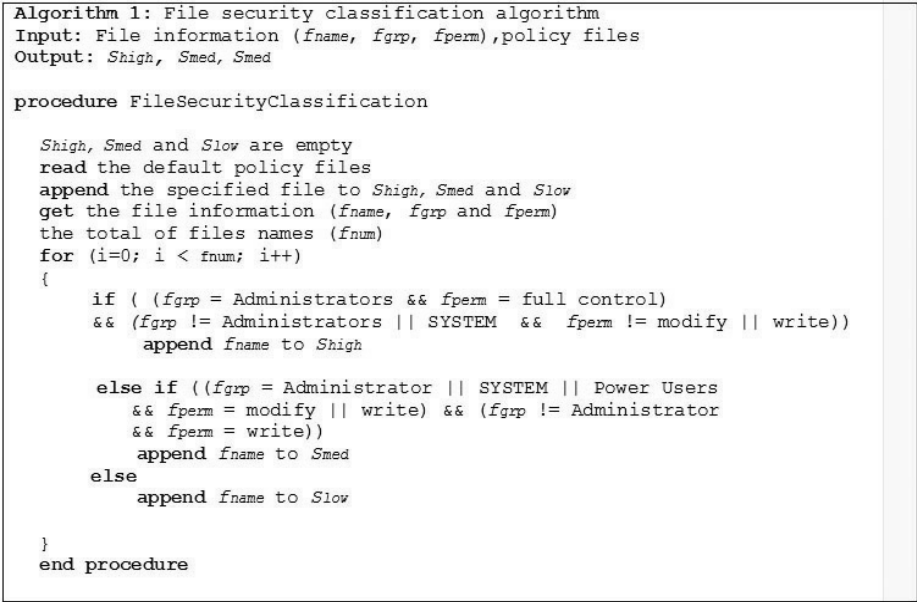 Algorithm 1: File security classification algorithm
Input: File information (fname, fgrp, fperm),policy files
Output: Shigh, Smed, Smed
procedure FileSecurityClassification
Shigh, Smed and Slow are empty
read the default policy files
append the specified file to Shigh, Smed and Slow
get the file information (fname, fgrp and fperm)
the total of files names (fnum)
for (i=0; i < fnum; i++)
{
if ( (fgrp = Administrators && fperm = full control)
&& (fgrp != Administrators || SYSTEM && fperm != modify || write))
append fname to Shigh
else if ((fgrp = Administrator || SYSTEM || Power Users
&& fperm = modify || write) && (fgrp != Administrator
&& fperm = write))
append fname to Smed
else
append fname to Slow
}
end procedure